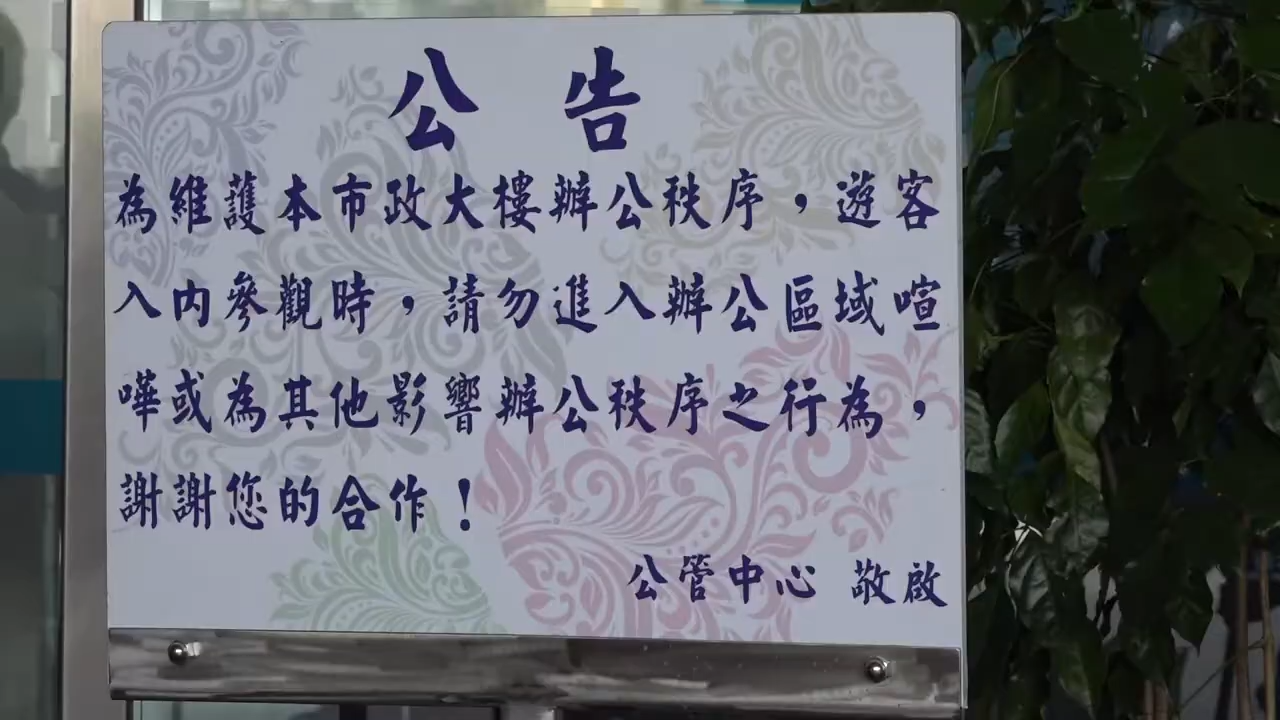 公告
為維護本市政大樓辦公秩序，遊客
入內參觀時，請勿進入辦公區域喧
嘩或為其他影響辦公秩序之行為，
謝謝您的合作！
公管中心 敬啟